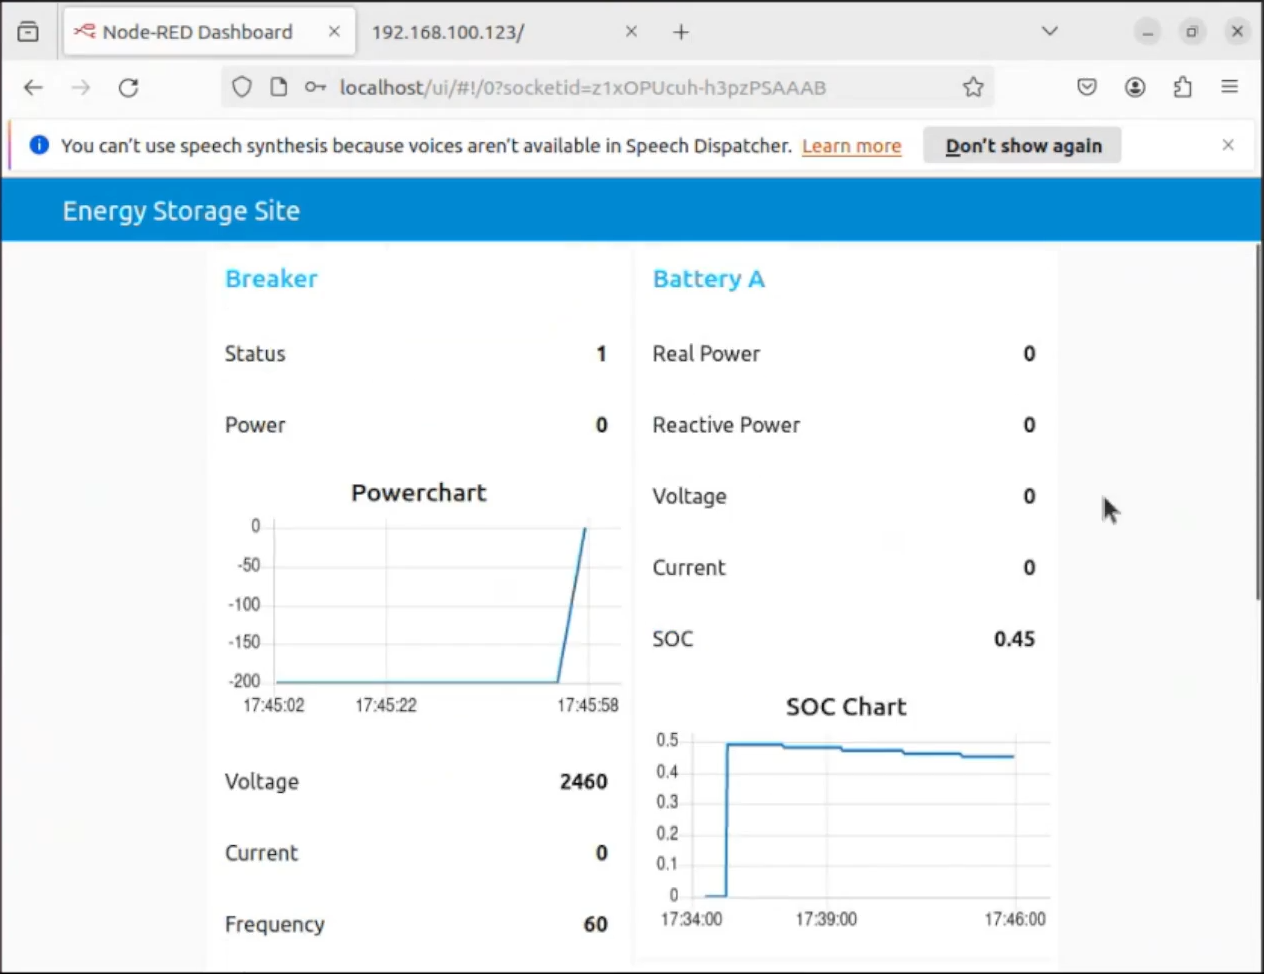 Node-RED Dashboard
192.168.100.123/
localhost/ui/#!/0?socketid=z1xOPUcuh-h3pzPSAAAB
You can't use speech synthesis because voices aren't available in Speech Dispatcher. Learn more Don't show again
Energy Storage Site
Breaker
Status 1
Power 0
Powerchart
0
-50
-100
-150
-200
17:45:02 17:45:22 17:45:58
Voltage 2460
Current 0
Frequency 60
Battery A
Real Power 0
Reactive Power 0
Voltage 0
Current 0
SOC 0.45
SOC Chart
0.5
0.4
0.3
0.2
0.1
0
17:34:00 17:39:00 17:46:00